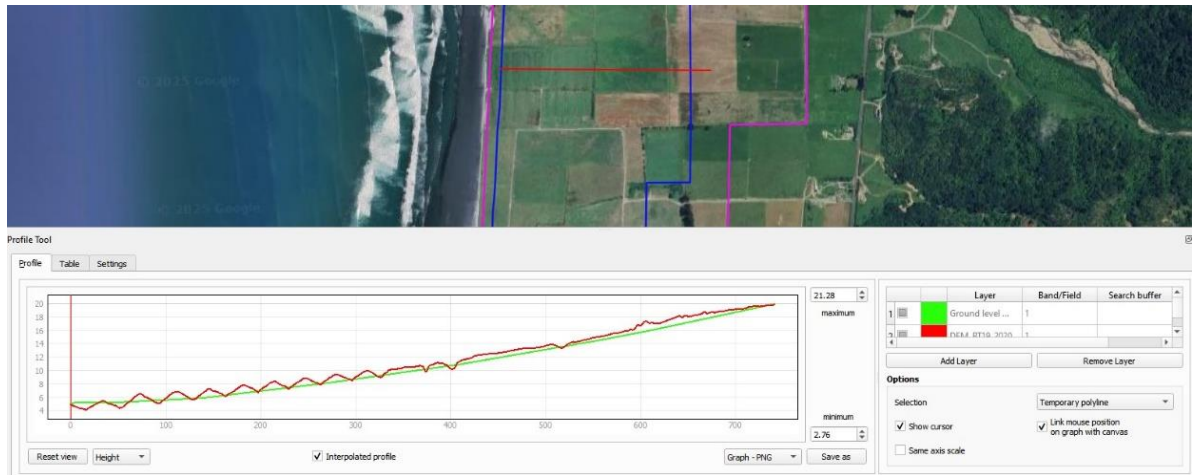 © 2025 Google
2025 Google
Profile Tool
Profile Table Settings
20
18
16
14
12
10
8
6
4
0 100 200 300 400 500 600 700
21.28
maximum
minimum
2.76
Reset view Height Interpolated profile Graph - PNG Save as
Layer Band/Field Search buffer
1 Ground level ... 1
2 DEM_BT19_2020 1
Add Layer Remove Layer
Options
Selection Temporary polyline
Show cursor Link mouse position
on graph with canvas
Same axis scale